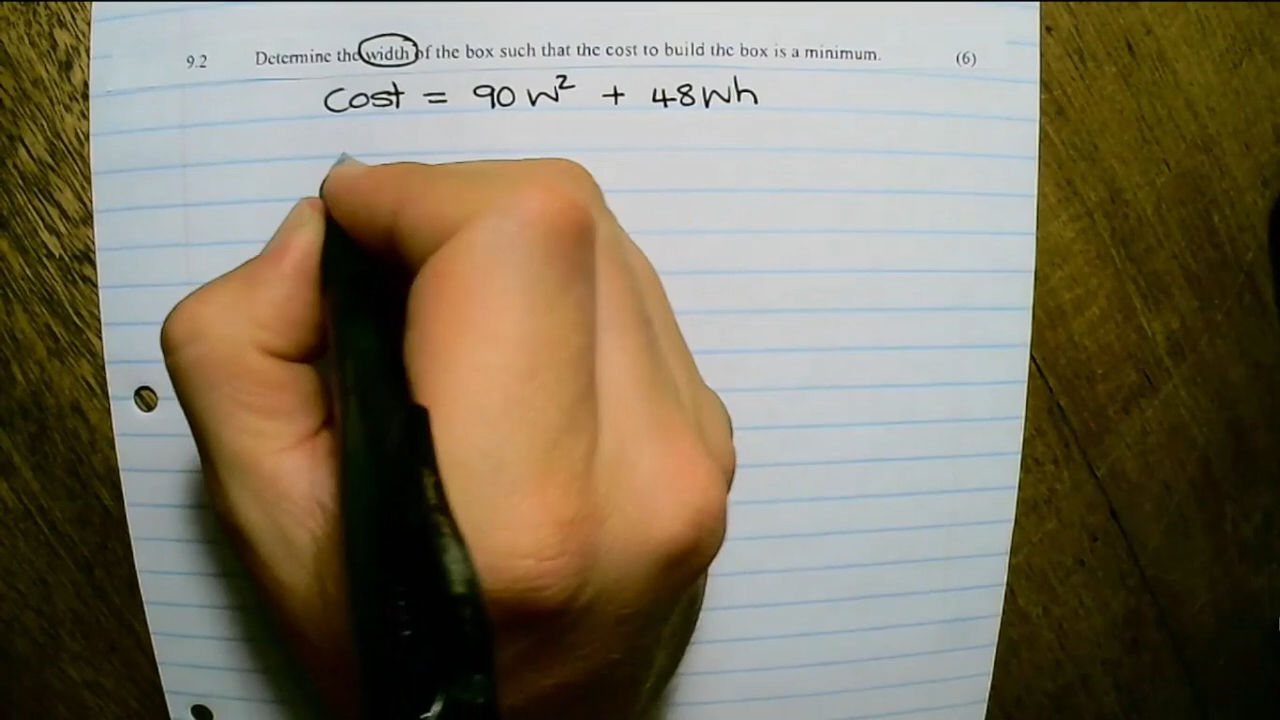 9.2 Determine the width of the box such that the cost to build the box is a minimum. (6)
Cost = 90w² + 48wh